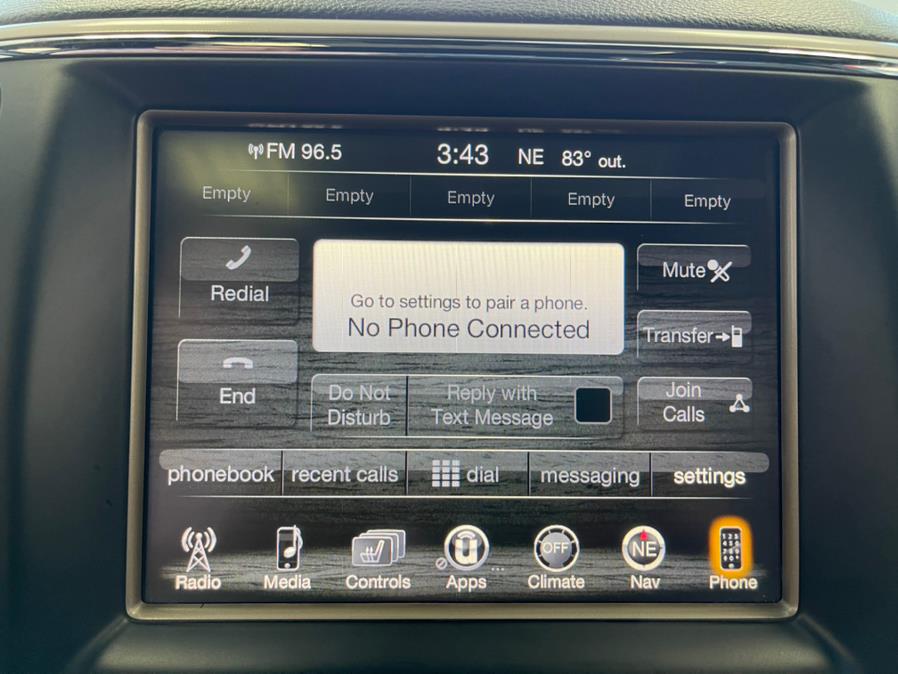 FM 96.5 3:43 NE 83° out.
Empty Empty Empty Empty Empty
Redial
Go to settings to pair a phone.
No Phone Connected
Mute
Transfer
End
Do Not
Disturb
Reply with
Text Message
Join
Calls
phonebook recent calls dial messaging settings
OFF NE
Radio Media Controls Apps Climate Nav Phone